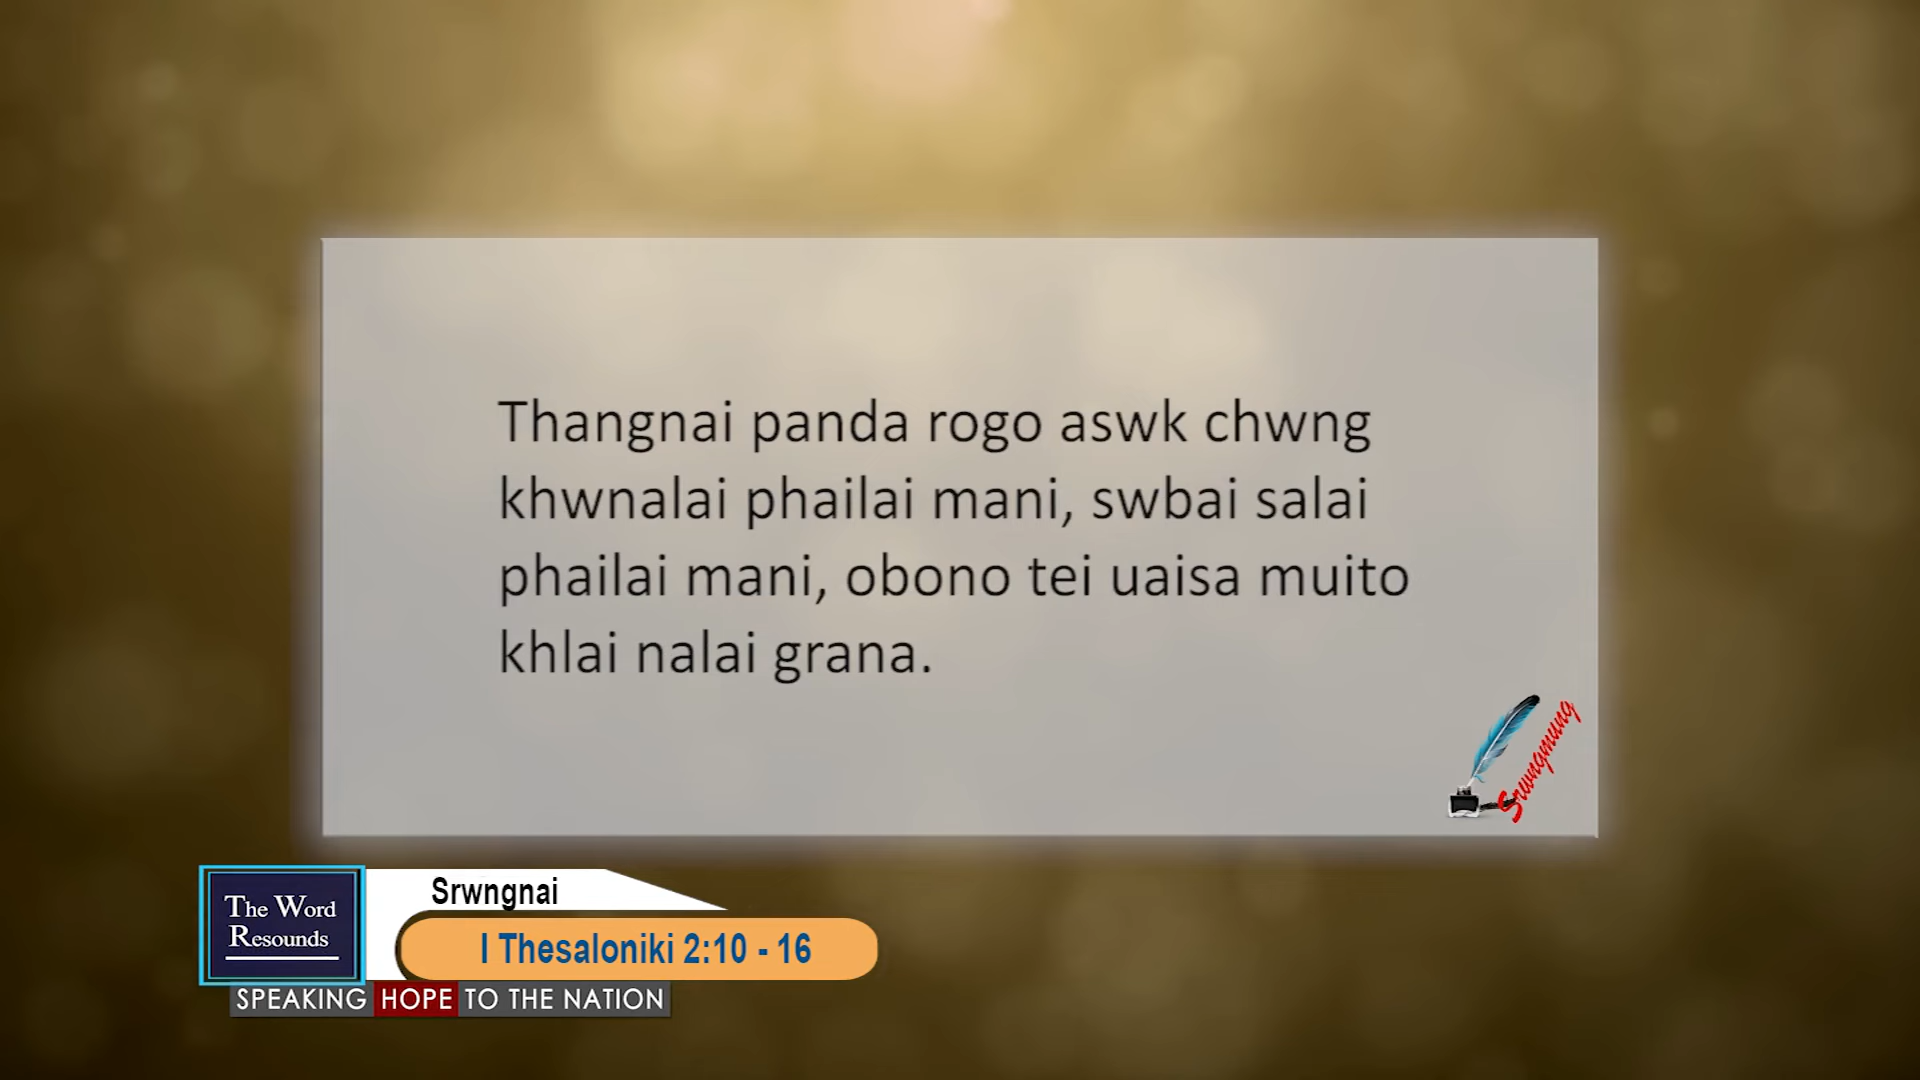 Thangnai panda rogo aswk chwng
khwnalai phailai mani, swbai salai
phailai mani, obono tei uaisa muito
khlai nalai grana.
Srwngmung
Srwngnai
The Word
Resounds
I Thesaloniki 2:10 - 16
SPEAKING HOPE TO THE NATION